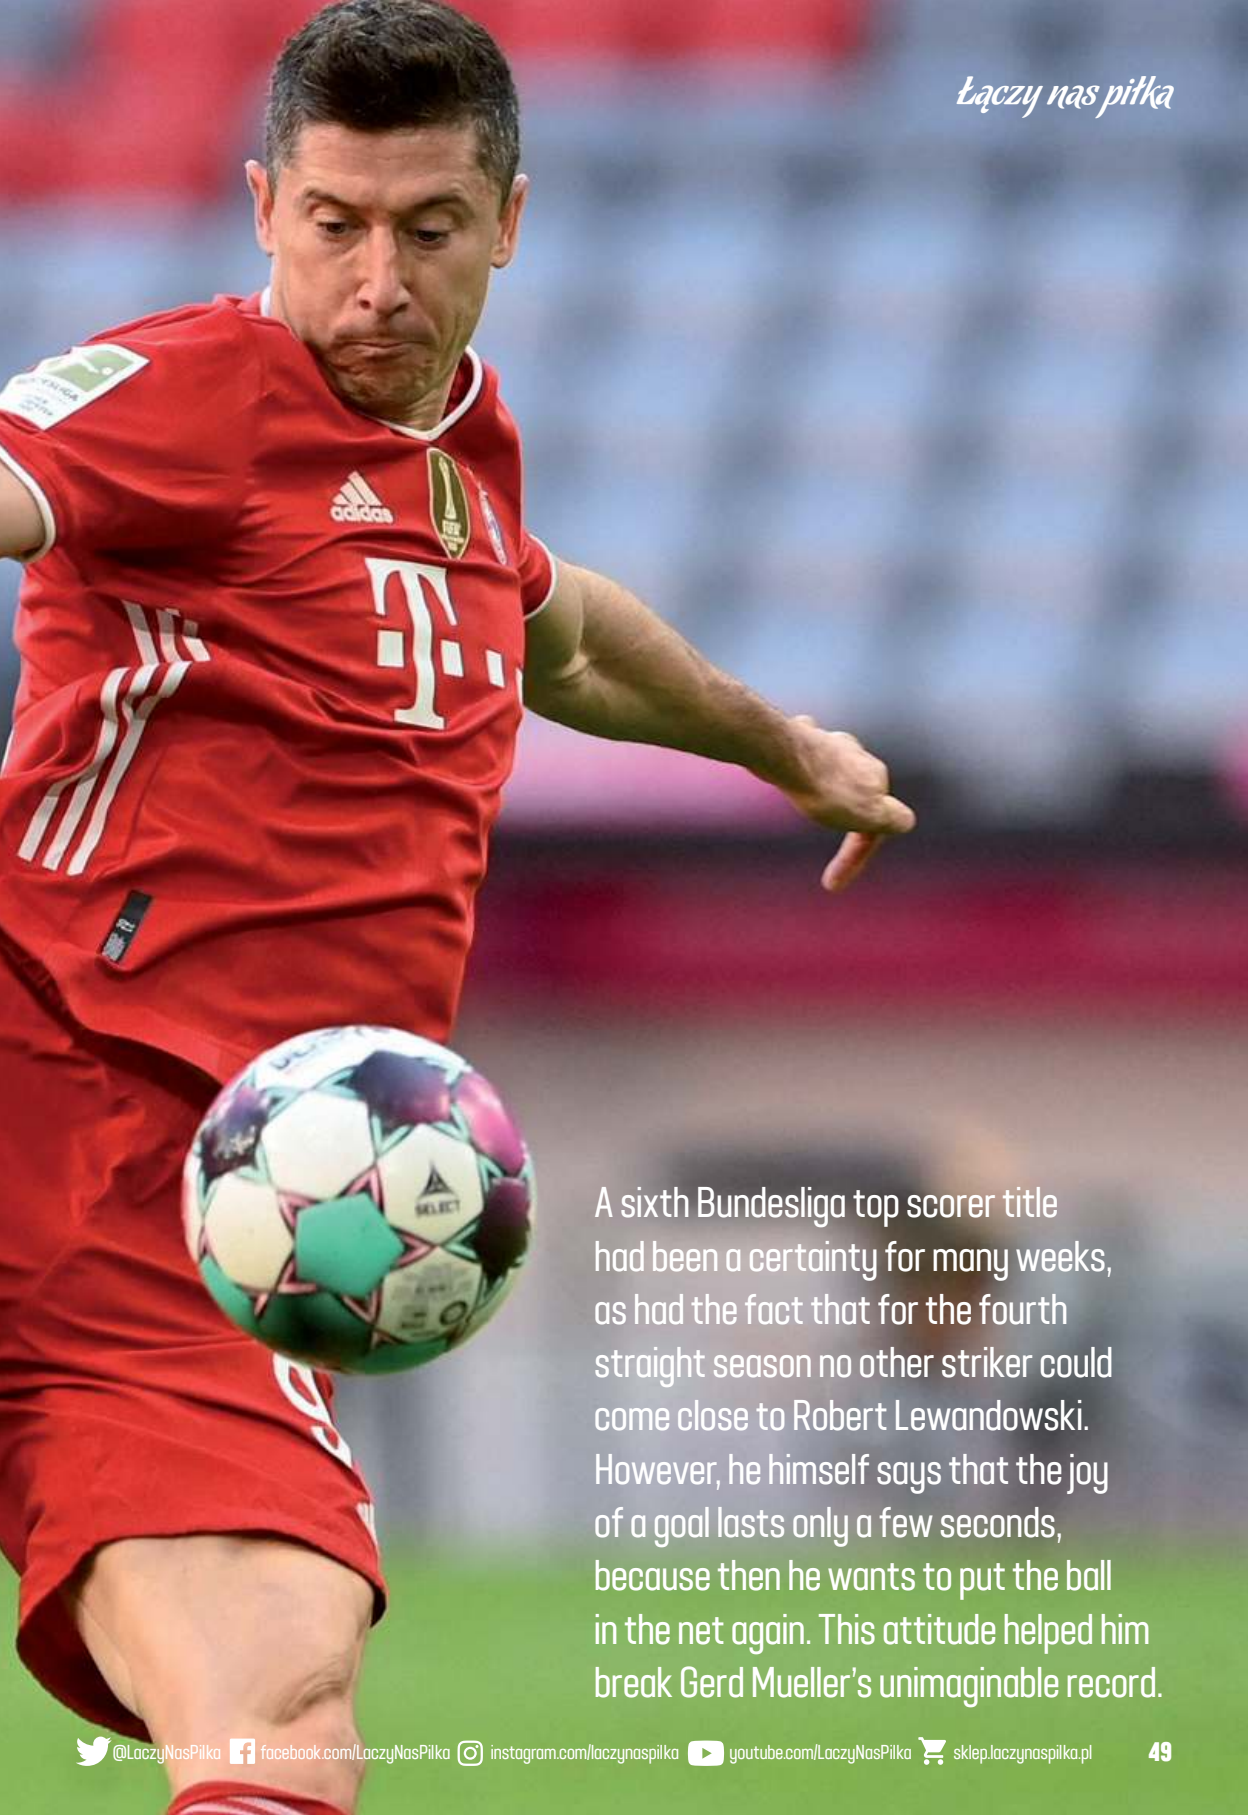 Łączy nas piłka
BUNDESLIGA
adidas
FIFA
T
SELECT
9
A sixth Bundesliga top scorer title
had been a certainty for many weeks,
as had the fact that for the fourth
straight season no other striker could
come close to Robert Lewandowski.
However, he himself says that the joy
of a goal lasts only a few seconds,
because then he wants to put the ball
in the net again. This attitude helped him
break Gerd Mueller's unimaginable record.
@LaczyNasPilka facebook.com/LaczyNasPilka instagram.com/laczynaspilka youtube.com/LaczyNasPilka sklep.laczynaspilka.pl 49